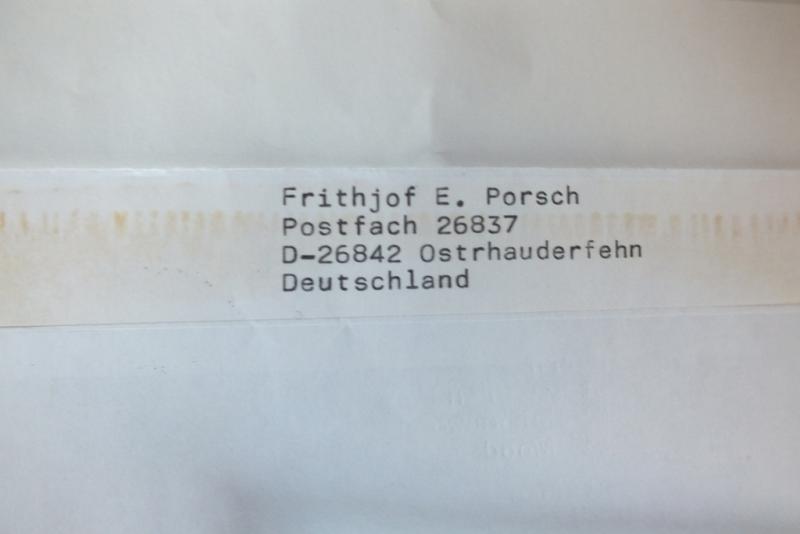 Frithjof E. Porsch
Postfach 26837
D-26842 Ostrhauderfehn
Deutschland